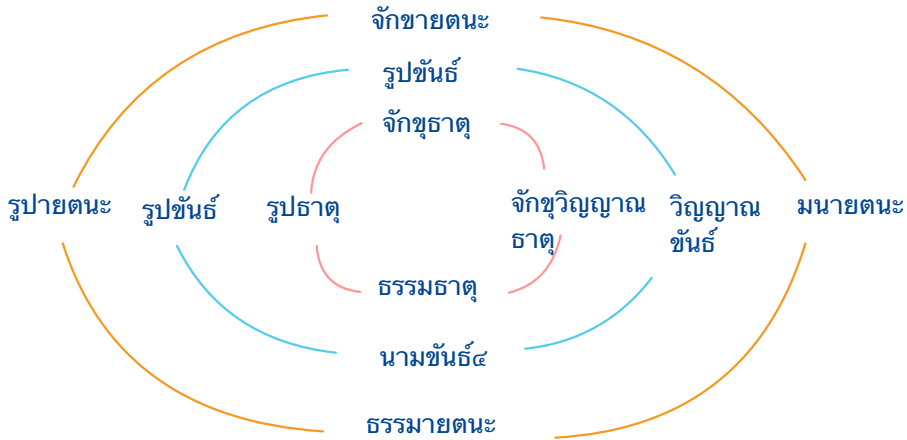 จักขายตนะ
รูปขันธ์
จักขุธาตุ
รูปายตนะ
รูปขันธ์
รูปธาตุ
จักขุวิญญาณ
ธาตุ
วิญญาณ
ขันธ์
มนายตนะ
ธรรมธาตุ
นามขันธ์๔
ธรรมายตนะ